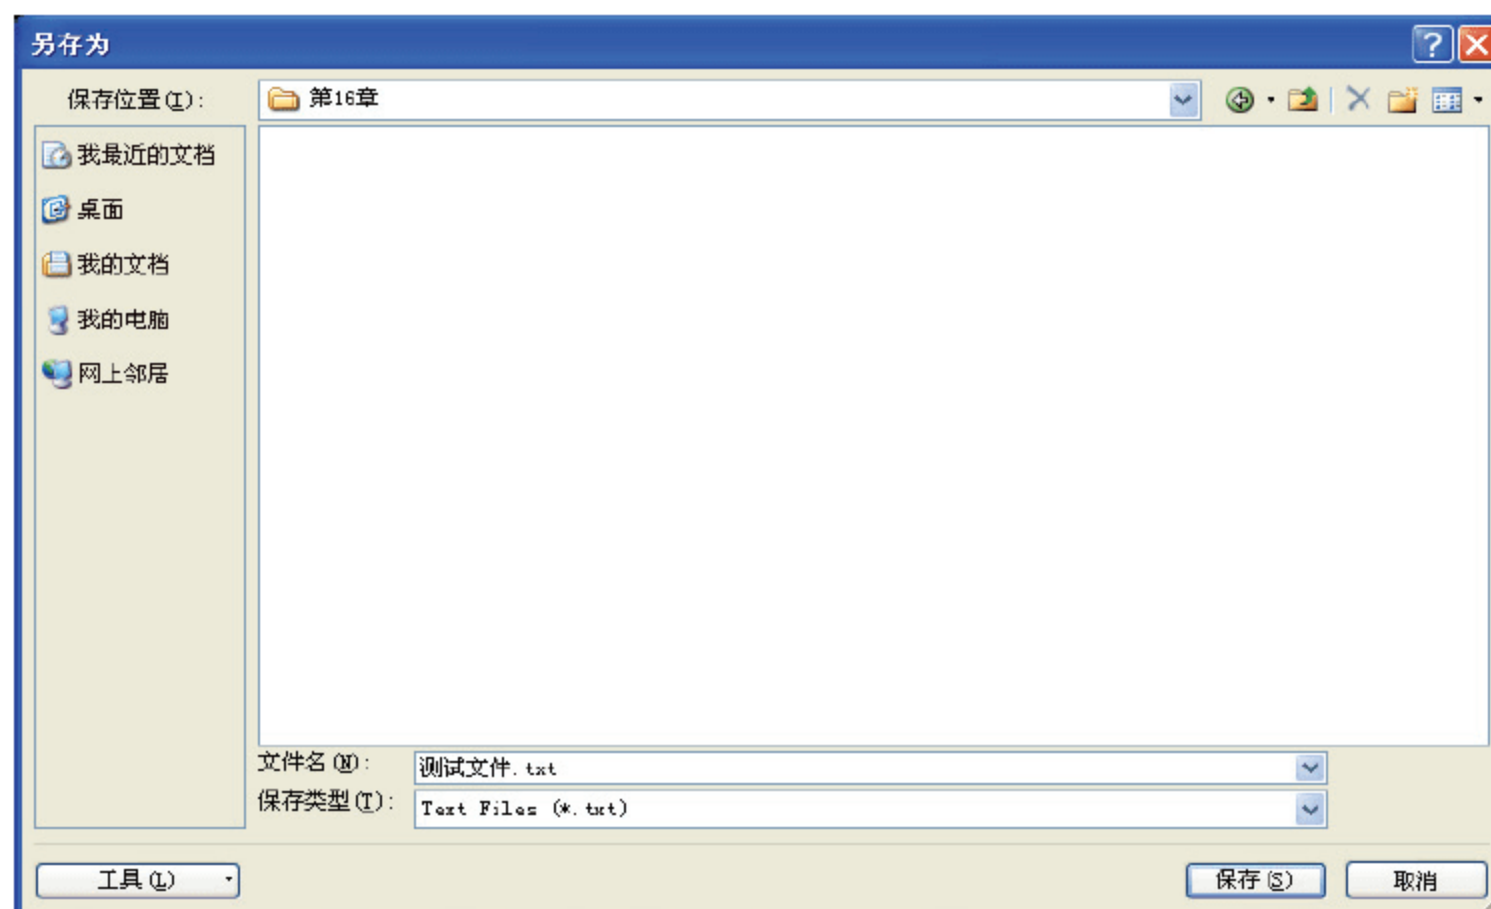 另存为
保存位置(I):
第16章
我最近的文档
桌面
我的文档
我的电脑
网上邻居
文件名(N):
测试文件.txt
保存类型(T):
Text Files (*.txt)
工具(L)
保存(S)
取消